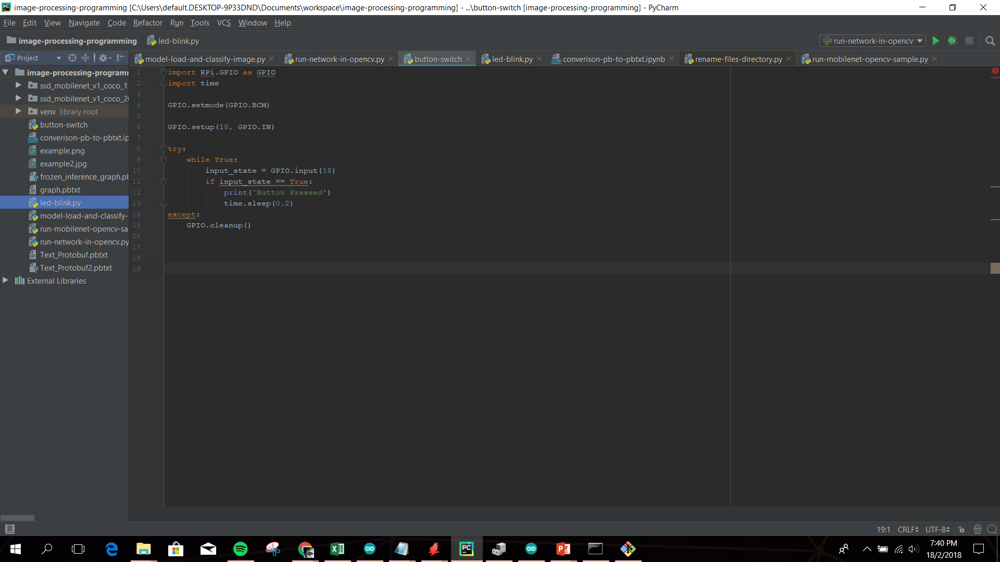 image-processing-programming [C:\Users\default.DESKTOP-9P33DND\Documents\workspace\image-processing-programming] - ...\button-switch [image-processing-programming] - PyCharm
File Edit View Navigate Code Refactor Run Tools VCS Window Help
image-processing-programming led-blink.py run-network-in-opencv
Project
model-load-and-classify-image.py run-network-in-opencv.py button-switch led-blink.py converison-pb-to-pbtxt.ipynb rename-files-directory.py run-mobilenet-opencv-sample.py
image-processing-programm
ssd_mobilenet_v1_coco_1
ssd_mobilenet_v1_coco_20
venv library root
button-switch
converison-pb-to-pbtxt.ip
example.png
example2.jpg
frozen_inference_graph.pb
graph.pbtxt
led-blink.py
model-load-and-classify-
run-mobilenet-opencv-sa
run-network-in-opencv.py
Text_Protobuf.pbtxt
Text_Protobuf2.pbtxt
External Libraries
1 import RPi.GPIO as GPIO
2 import time
3
4 GPIO.setmode(GPIO.BCM)
5
6 GPIO.setup(18, GPIO.IN)
7
8 try:
9 while True:
10 input_state = GPIO.input(18)
11 if input_state == True:
12 print('Button Pressed')
13 time.sleep(0.2)
14 except:
15 GPIO.cleanup()
16
17
18
19
19:1 CRLF UTF-8
7:40 PM
18/2/2018